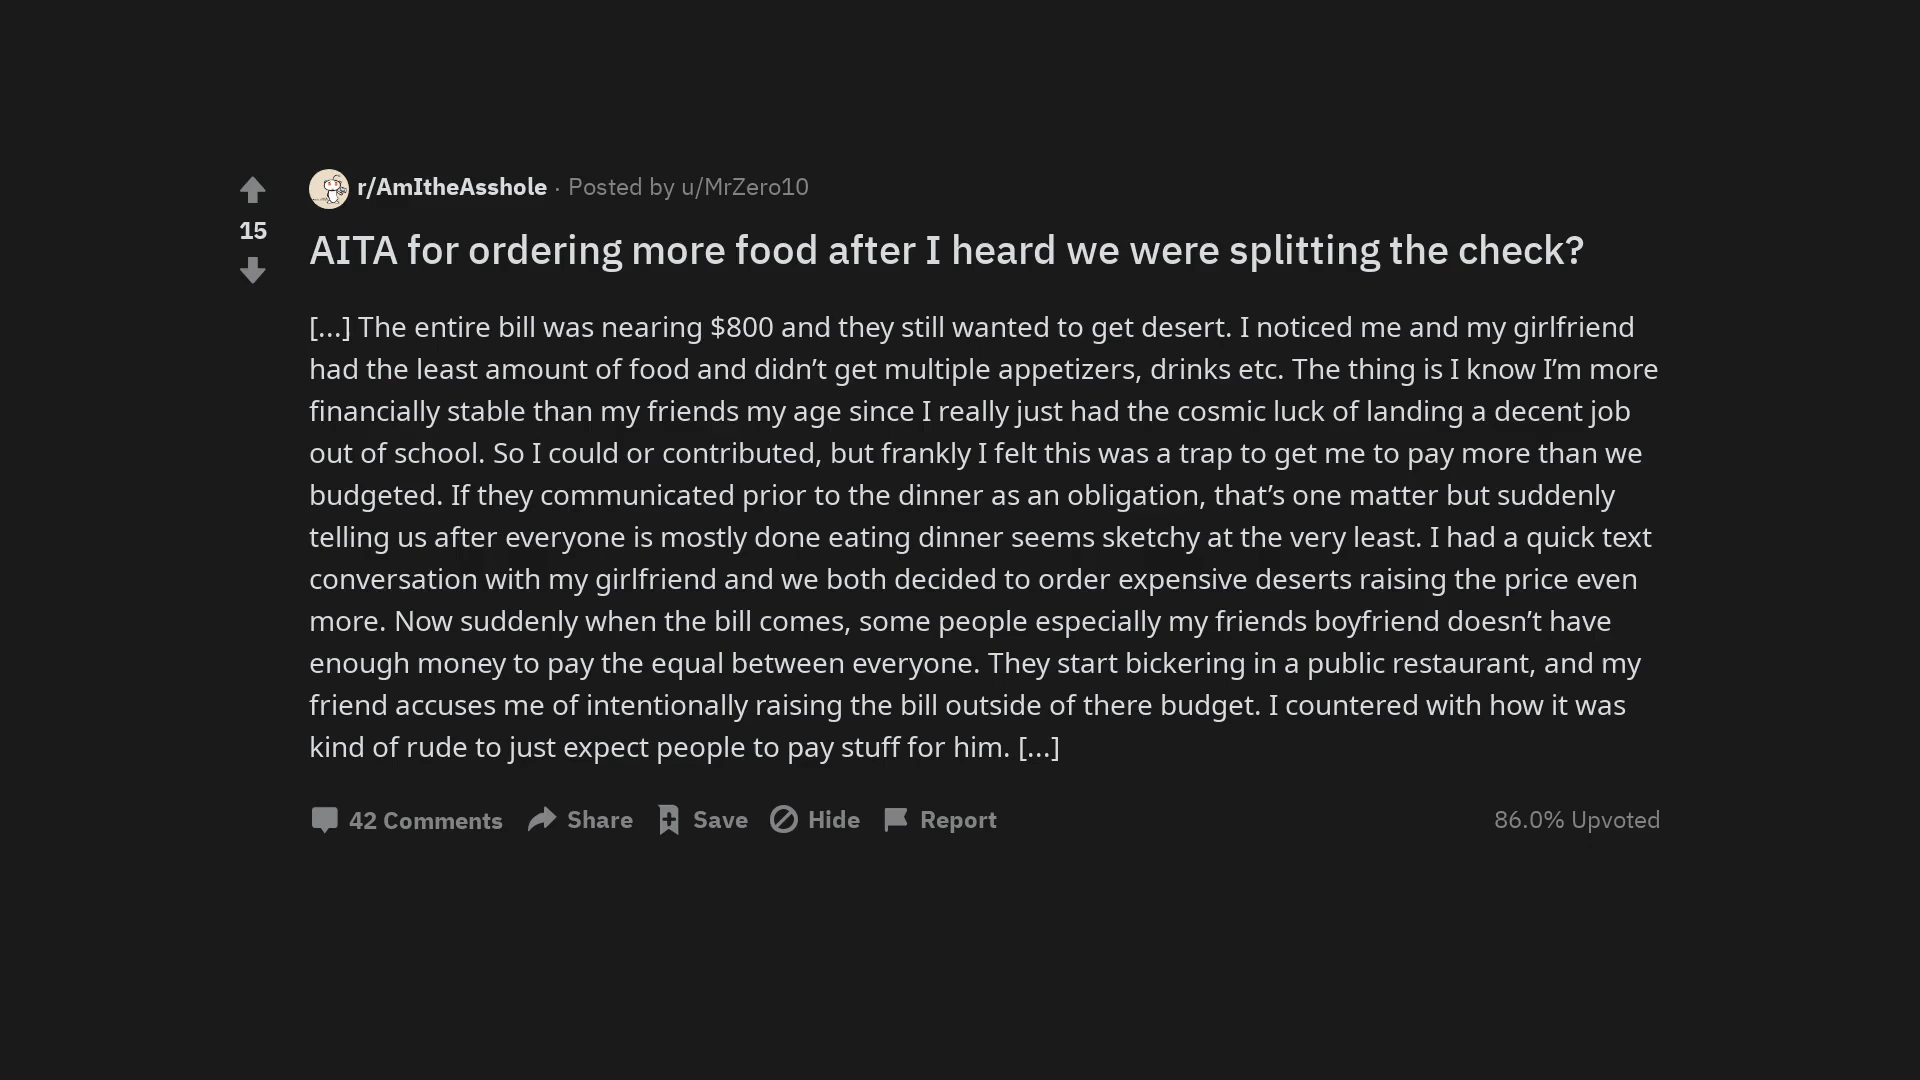 r/AmItheAsshole · Posted by u/MrZero10
15
AITA for ordering more food after I heard we were splitting the check?
[...] The entire bill was nearing $800 and they still wanted to get desert. I noticed me and my girlfriend
had the least amount of food and didn’t get multiple appetizers, drinks etc. The thing is I know I’m more
financially stable than my friends my age since I really just had the cosmic luck of landing a decent job
out of school. So I could or contributed, but frankly I felt this was a trap to get me to pay more than we
budgeted. If they communicated prior to the dinner as an obligation, that’s one matter but suddenly
telling us after everyone is mostly done eating dinner seems sketchy at the very least. I had a quick text
conversation with my girlfriend and we both decided to order expensive deserts raising the price even
more. Now suddenly when the bill comes, some people especially my friends boyfriend doesn’t have
enough money to pay the equal between everyone. They start bickering in a public restaurant, and my
friend accuses me of intentionally raising the bill outside of there budget. I countered with how it was
kind of rude to just expect people to pay stuff for him. [...]
42 Comments Share Save Hide Report 86.0% Upvoted